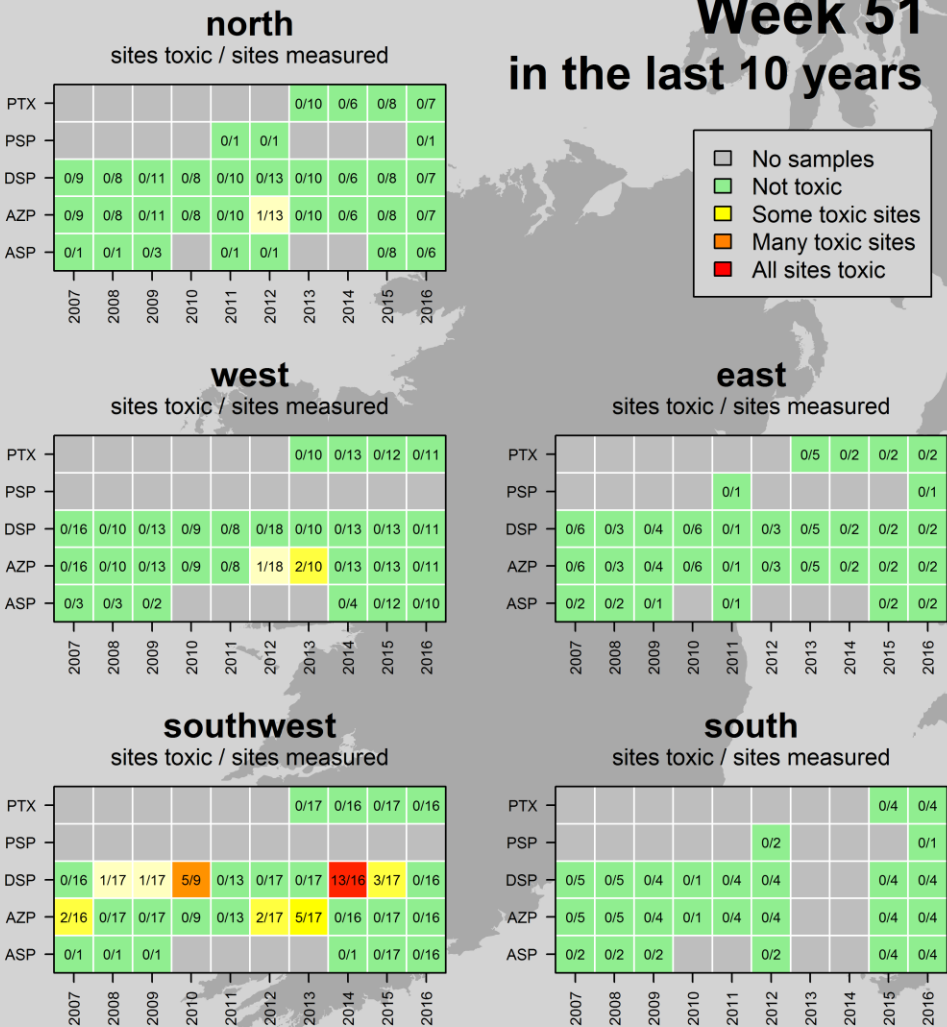 Week 51
in the last 10 years
No samples
Not toxic
Some toxic sites
Many toxic sites
All sites toxic
north
sites toxic / sites measured
PTX 0/10 0/6 0/8 0/7
PSP 0/1 0/1 0/1
DSP 0/9 0/8 0/11 0/8 0/10 0/13 0/10 0/6 0/8 0/7
AZP 0/9 0/8 0/11 0/8 0/10 1/13 0/10 0/6 0/8 0/7
ASP 0/1 0/1 0/3 0/1 0/1 0/8 0/6
2007 2008 2009 2010 2011 2012 2013 2014 2015 2016
west
sites toxic / sites measured
PTX 0/10 0/13 0/12 0/11
PSP
DSP 0/16 0/10 0/13 0/9 0/8 0/18 0/10 0/13 0/13 0/11
AZP 0/16 0/10 0/13 0/9 0/8 1/18 2/10 0/13 0/13 0/11
ASP 0/3 0/3 0/2 0/4 0/12 0/10
2007 2008 2009 2010 2011 2012 2013 2014 2015 2016
east
sites toxic / sites measured
PTX 0/5 0/2 0/2 0/2
PSP 0/1 0/1
DSP 0/6 0/3 0/4 0/6 0/1 0/3 0/5 0/2 0/2 0/2
AZP 0/6 0/3 0/4 0/6 0/1 0/3 0/5 0/2 0/2 0/2
ASP 0/2 0/2 0/1 0/1 0/2 0/2
2007 2008 2009 2010 2011 2012 2013 2014 2015 2016
southwest
sites toxic / sites measured
PTX 0/17 0/16 0/17 0/16
PSP
DSP 0/16 1/17 1/17 5/9 0/13 0/17 0/17 13/16 3/17 0/16
AZP 2/16 0/17 0/17 0/9 0/13 2/17 5/17 0/16 0/17 0/16
ASP 0/1 0/1 0/1 0/1 0/17 0/16
2007 2008 2009 2010 2011 2012 2013 2014 2015 2016
south
sites toxic / sites measured
PTX 0/4 0/4
PSP 0/2 0/1
DSP 0/5 0/5 0/4 0/1 0/4 0/4 0/4 0/4
AZP 0/5 0/5 0/4 0/1 0/4 0/4 0/4 0/4
ASP 0/2 0/2 0/2 0/2 0/4 0/4
2007 2008 2009 2010 2011 2012 2013 2014 2015 2016